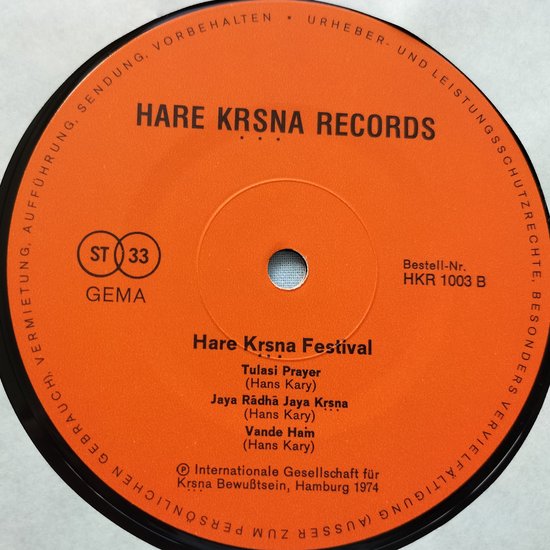 URHEBER- UND LEISTUNGSSCHUTZRECHTE, BESONDERS VERVIELFÄLTIGUNG (AUSSER ZUM PERSÖNLICHEN GEBRAUCH), VERMIETUNG, AUFFÜHRUNG, SENDUNG, VORBEHALTEN *
HARE KṚṢṆA RECORDS
ST 33
GEMA
Bestell-Nr.
HKR 1003 B
Hare Kṛṣṇa Festival
Tulasi Prayer
(Hans Kary)
Jaya Rādhā Jaya Kṛṣṇa
(Hans Kary)
Vande Ham
(Hans Kary)
℗ Internationale Gesellschaft für
Kṛṣṇa Bewußtsein, Hamburg 1974